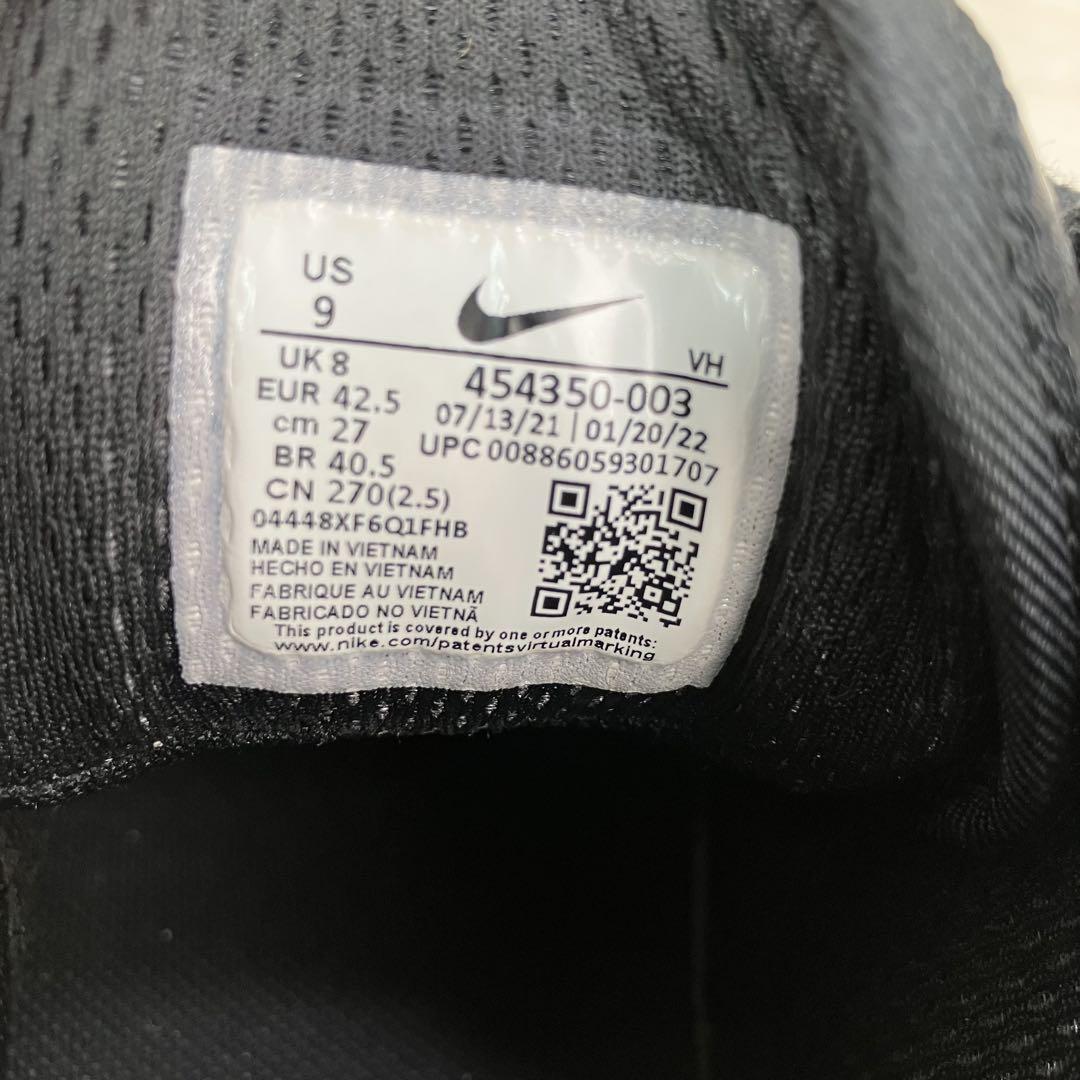 US
9
VH
UK 8
EUR 42.5
cm 27
BR 40.5
CN 270(2.5)
454350-003
07/13/21 | 01/20/22
UPC 00886059301707
04448XF6Q1FHB
MADE IN VIETNAM
HECHO EN VIETNAM
FABRIQUE AU VIETNAM
FABRICADO NO VIETNÃ
This product is covered by one or more patents:
www.nike.com/patentsvirtualmarking